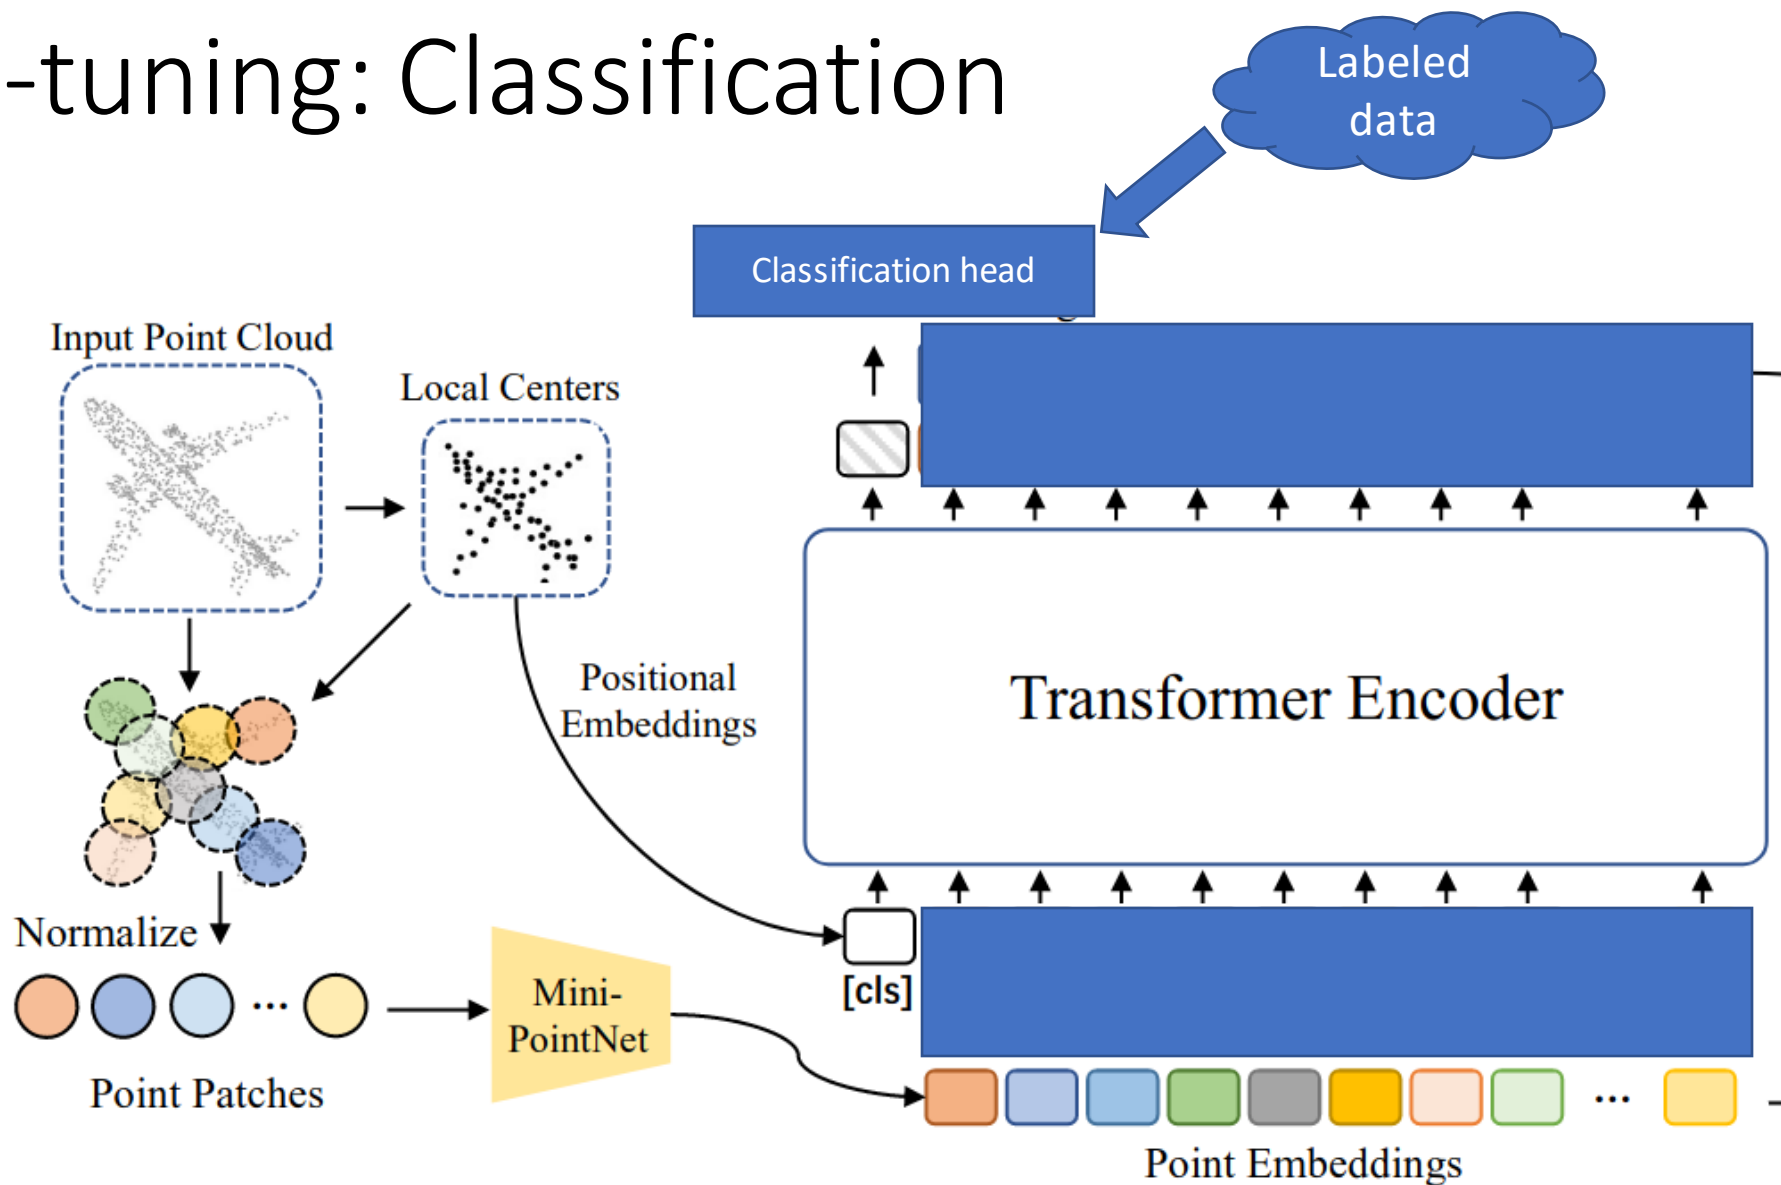 -tuning: Classification
Labeled
data
Classification head
Input Point Cloud
Local Centers
Positional
Embeddings
Transformer Encoder
Normalize
[cls]
Mini-
PointNet
...
Point Patches
...
Point Embeddings